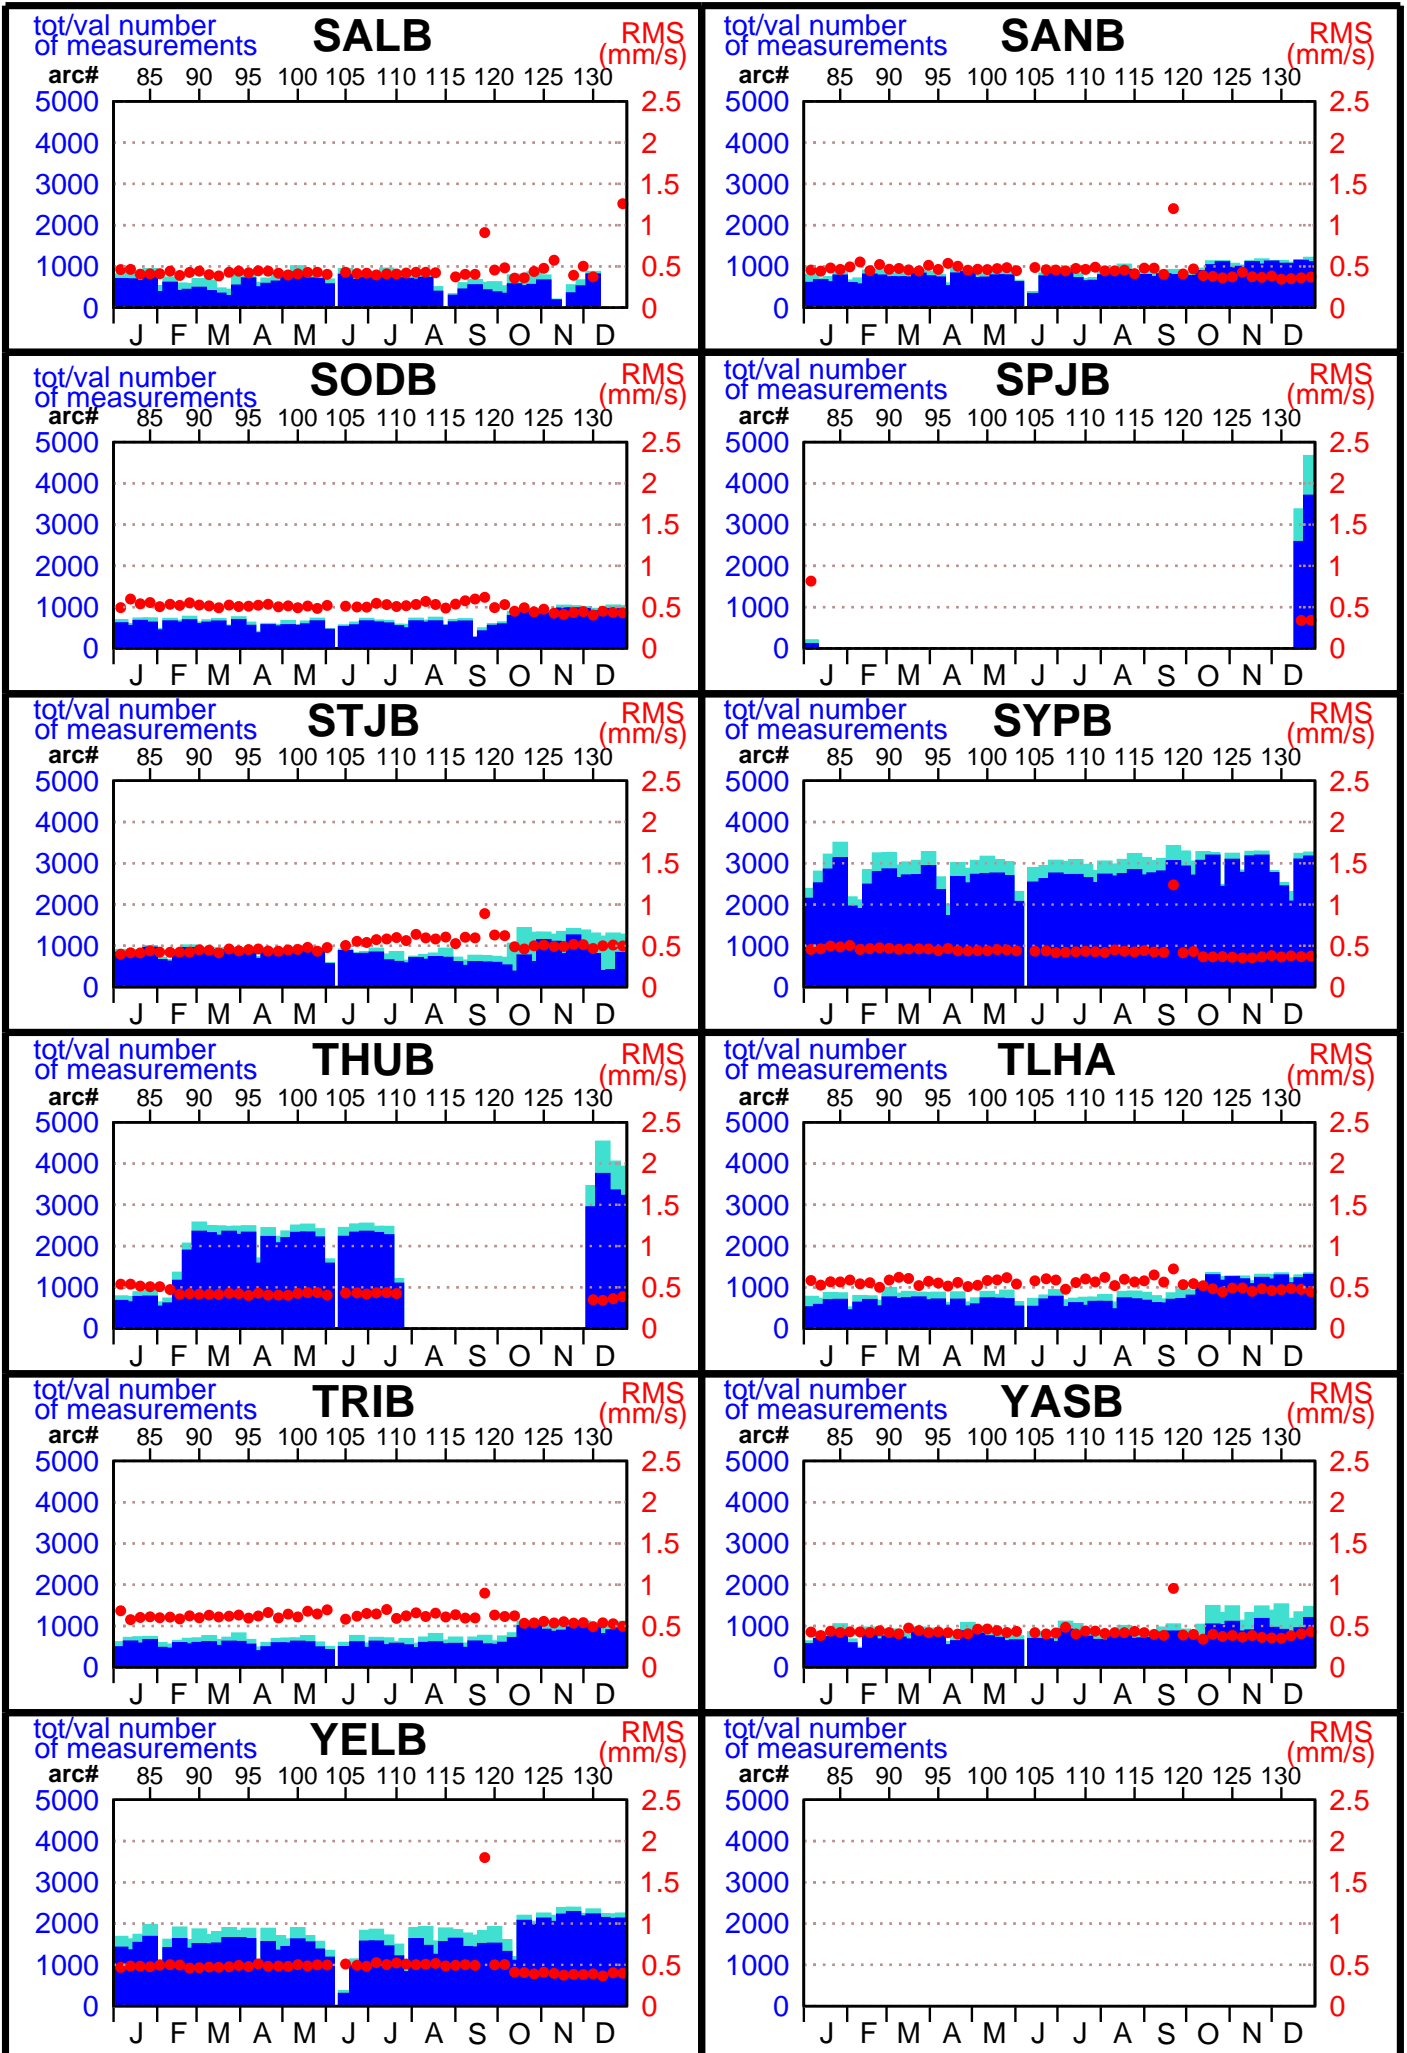 tot/val number
of measurements
SALB
RMS
(mm/s)
arc# 85 90 95 100 105 110 115 120 125 130
5000 2.5
4000 2
3000 1.5
2000 1
1000 0.5
0 0
J F M A M J J A S O N D
tot/val number
of measurements
SANB
RMS
(mm/s)
arc# 85 90 95 100 105 110 115 120 125 130
5000 2.5
4000 2
3000 1.5
2000 1
1000 0.5
0 0
J F M A M J J A S O N D
tot/val number
of measurements
SODB
RMS
(mm/s)
arc# 85 90 95 100 105 110 115 120 125 130
5000 2.5
4000 2
3000 1.5
2000 1
1000 0.5
0 0
J F M A M J J A S O N D
tot/val number
of measurements
SPJB
RMS
(mm/s)
arc# 85 90 95 100 105 110 115 120 125 130
5000 2.5
4000 2
3000 1.5
2000 1
1000 0.5
0 0
J F M A M J J A S O N D
tot/val number
of measurements
STJB
RMS
(mm/s)
arc# 85 90 95 100 105 110 115 120 125 130
5000 2.5
4000 2
3000 1.5
2000 1
1000 0.5
0 0
J F M A M J J A S O N D
tot/val number
of measurements
SYPB
RMS
(mm/s)
arc# 85 90 95 100 105 110 115 120 125 130
5000 2.5
4000 2
3000 1.5
2000 1
1000 0.5
0 0
J F M A M J J A S O N D
tot/val number
of measurements
THUB
RMS
(mm/s)
arc# 85 90 95 100 105 110 115 120 125 130
5000 2.5
4000 2
3000 1.5
2000 1
1000 0.5
0 0
J F M A M J J A S O N D
tot/val number
of measurements
TLHA
RMS
(mm/s)
arc# 85 90 95 100 105 110 115 120 125 130
5000 2.5
4000 2
3000 1.5
2000 1
1000 0.5
0 0
J F M A M J J A S O N D
tot/val number
of measurements
TRIB
RMS
(mm/s)
arc# 85 90 95 100 105 110 115 120 125 130
5000 2.5
4000 2
3000 1.5
2000 1
1000 0.5
0 0
J F M A M J J A S O N D
tot/val number
of measurements
YASB
RMS
(mm/s)
arc# 85 90 95 100 105 110 115 120 125 130
5000 2.5
4000 2
3000 1.5
2000 1
1000 0.5
0 0
J F M A M J J A S O N D
tot/val number
of measurements
YELB
RMS
(mm/s)
arc# 85 90 95 100 105 110 115 120 125 130
5000 2.5
4000 2
3000 1.5
2000 1
1000 0.5
0 0
J F M A M J J A S O N D
tot/val number
of measurements
RMS
(mm/s)
arc# 85 90 95 100 105 110 115 120 125 130
5000 2.5
4000 2
3000 1.5
2000 1
1000 0.5
0 0
J F M A M J J A S O N D